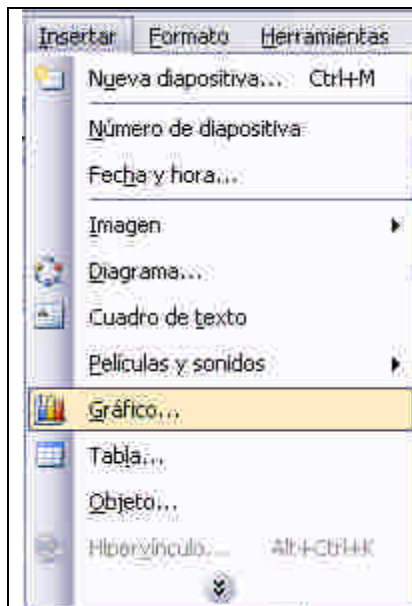 Insertar Formato Herramientas
Nueva diapositiva... Ctrl+M
Número de diapositiva
Fecha y hora...
Imagen
Diagrama...
Cuadro de texto
Películas y sonidos
Gráfico...
Tabla...
Objeto...
Hipervínculo... Alt+Ctrl+K